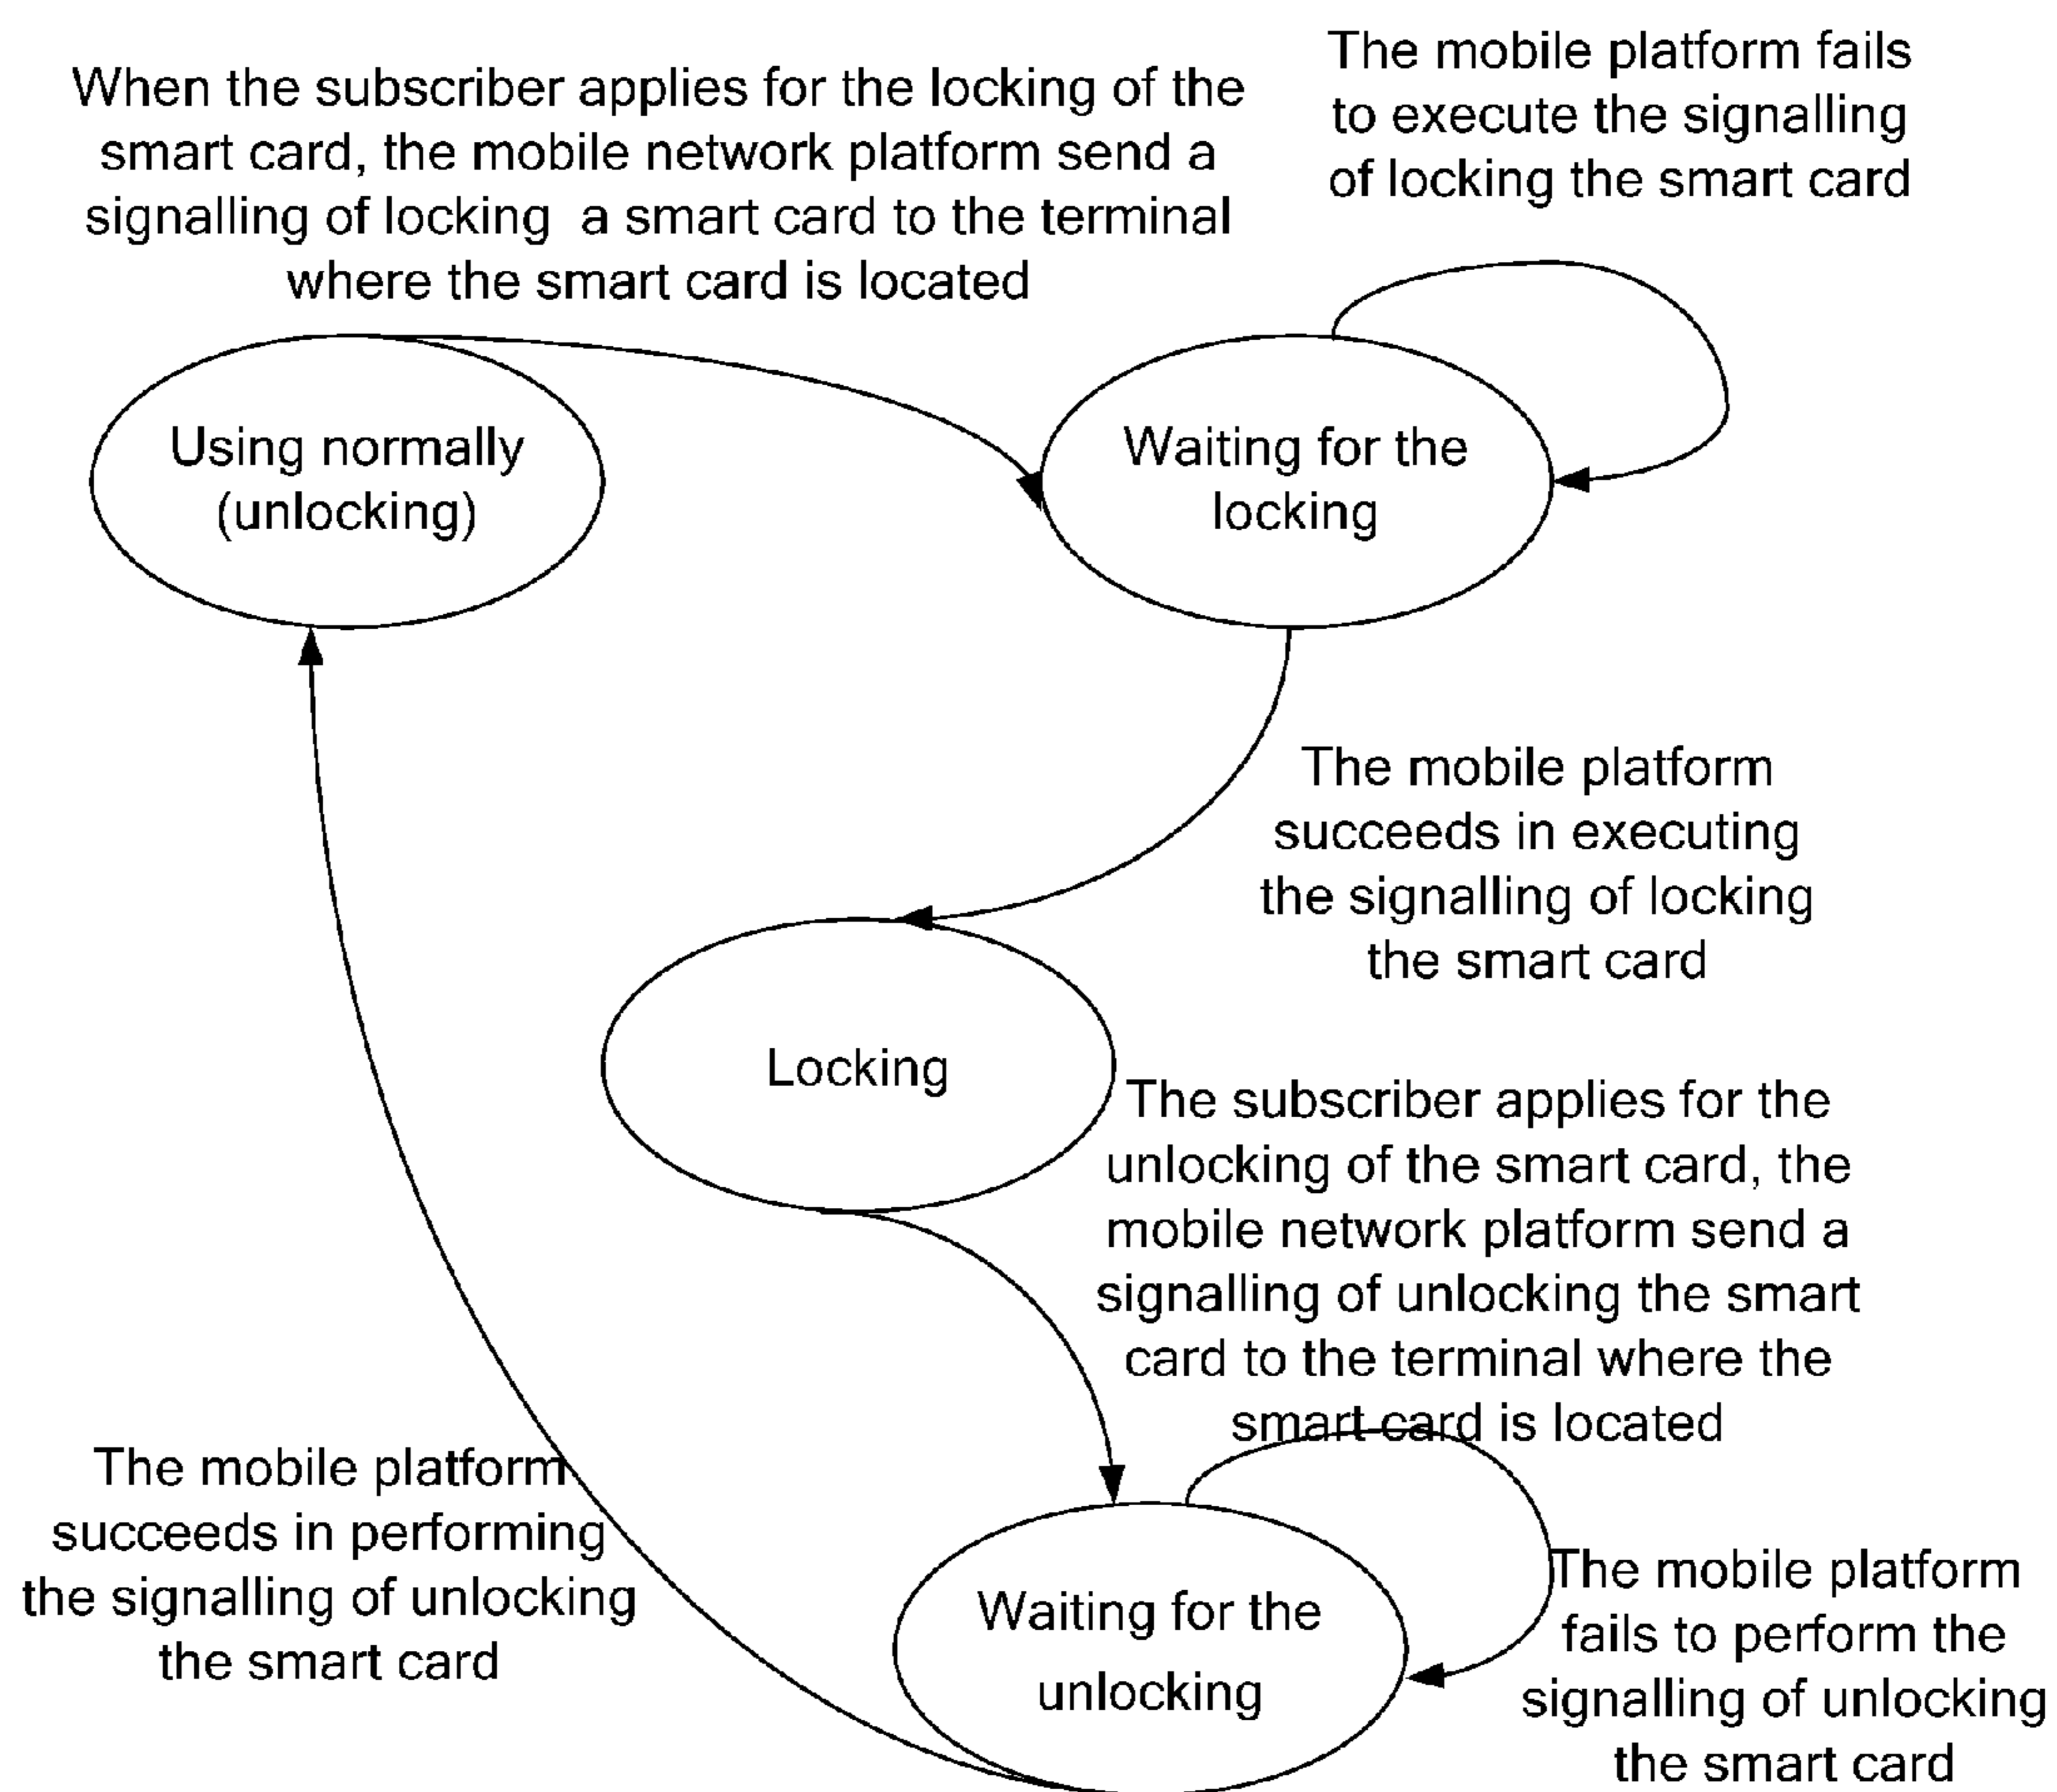 When the subscriber applies for the locking of the
smart card, the mobile network platform send a
signalling of locking a smart card to the terminal
where the smart card is located
The mobile platform fails
to execute the signalling
of locking the smart card
Using normally
(unlocking)
Waiting for the
locking
The mobile platform
succeeds in executing
the signalling of locking
the smart card
Locking
The subscriber applies for the
unlocking of the smart card, the
mobile network platform send a
signalling of unlocking the smart
card to the terminal where the
smart card is located
The mobile platform
succeeds in performing
the signalling of unlocking
the smart card
Waiting for the
unlocking
The mobile platform
fails to perform the
signalling of unlocking
the smart card